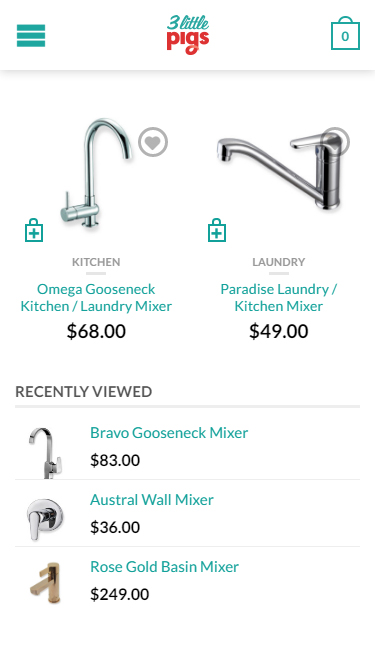 3 little
pigs
0
KITCHEN
Omega Gooseneck
Kitchen / Laundry Mixer
$68.00
LAUNDRY
Paradise Laundry /
Kitchen Mixer
$49.00
RECENTLY VIEWED
Bravo Gooseneck Mixer
$83.00
Austral Wall Mixer
$36.00
Rose Gold Basin Mixer
$249.00